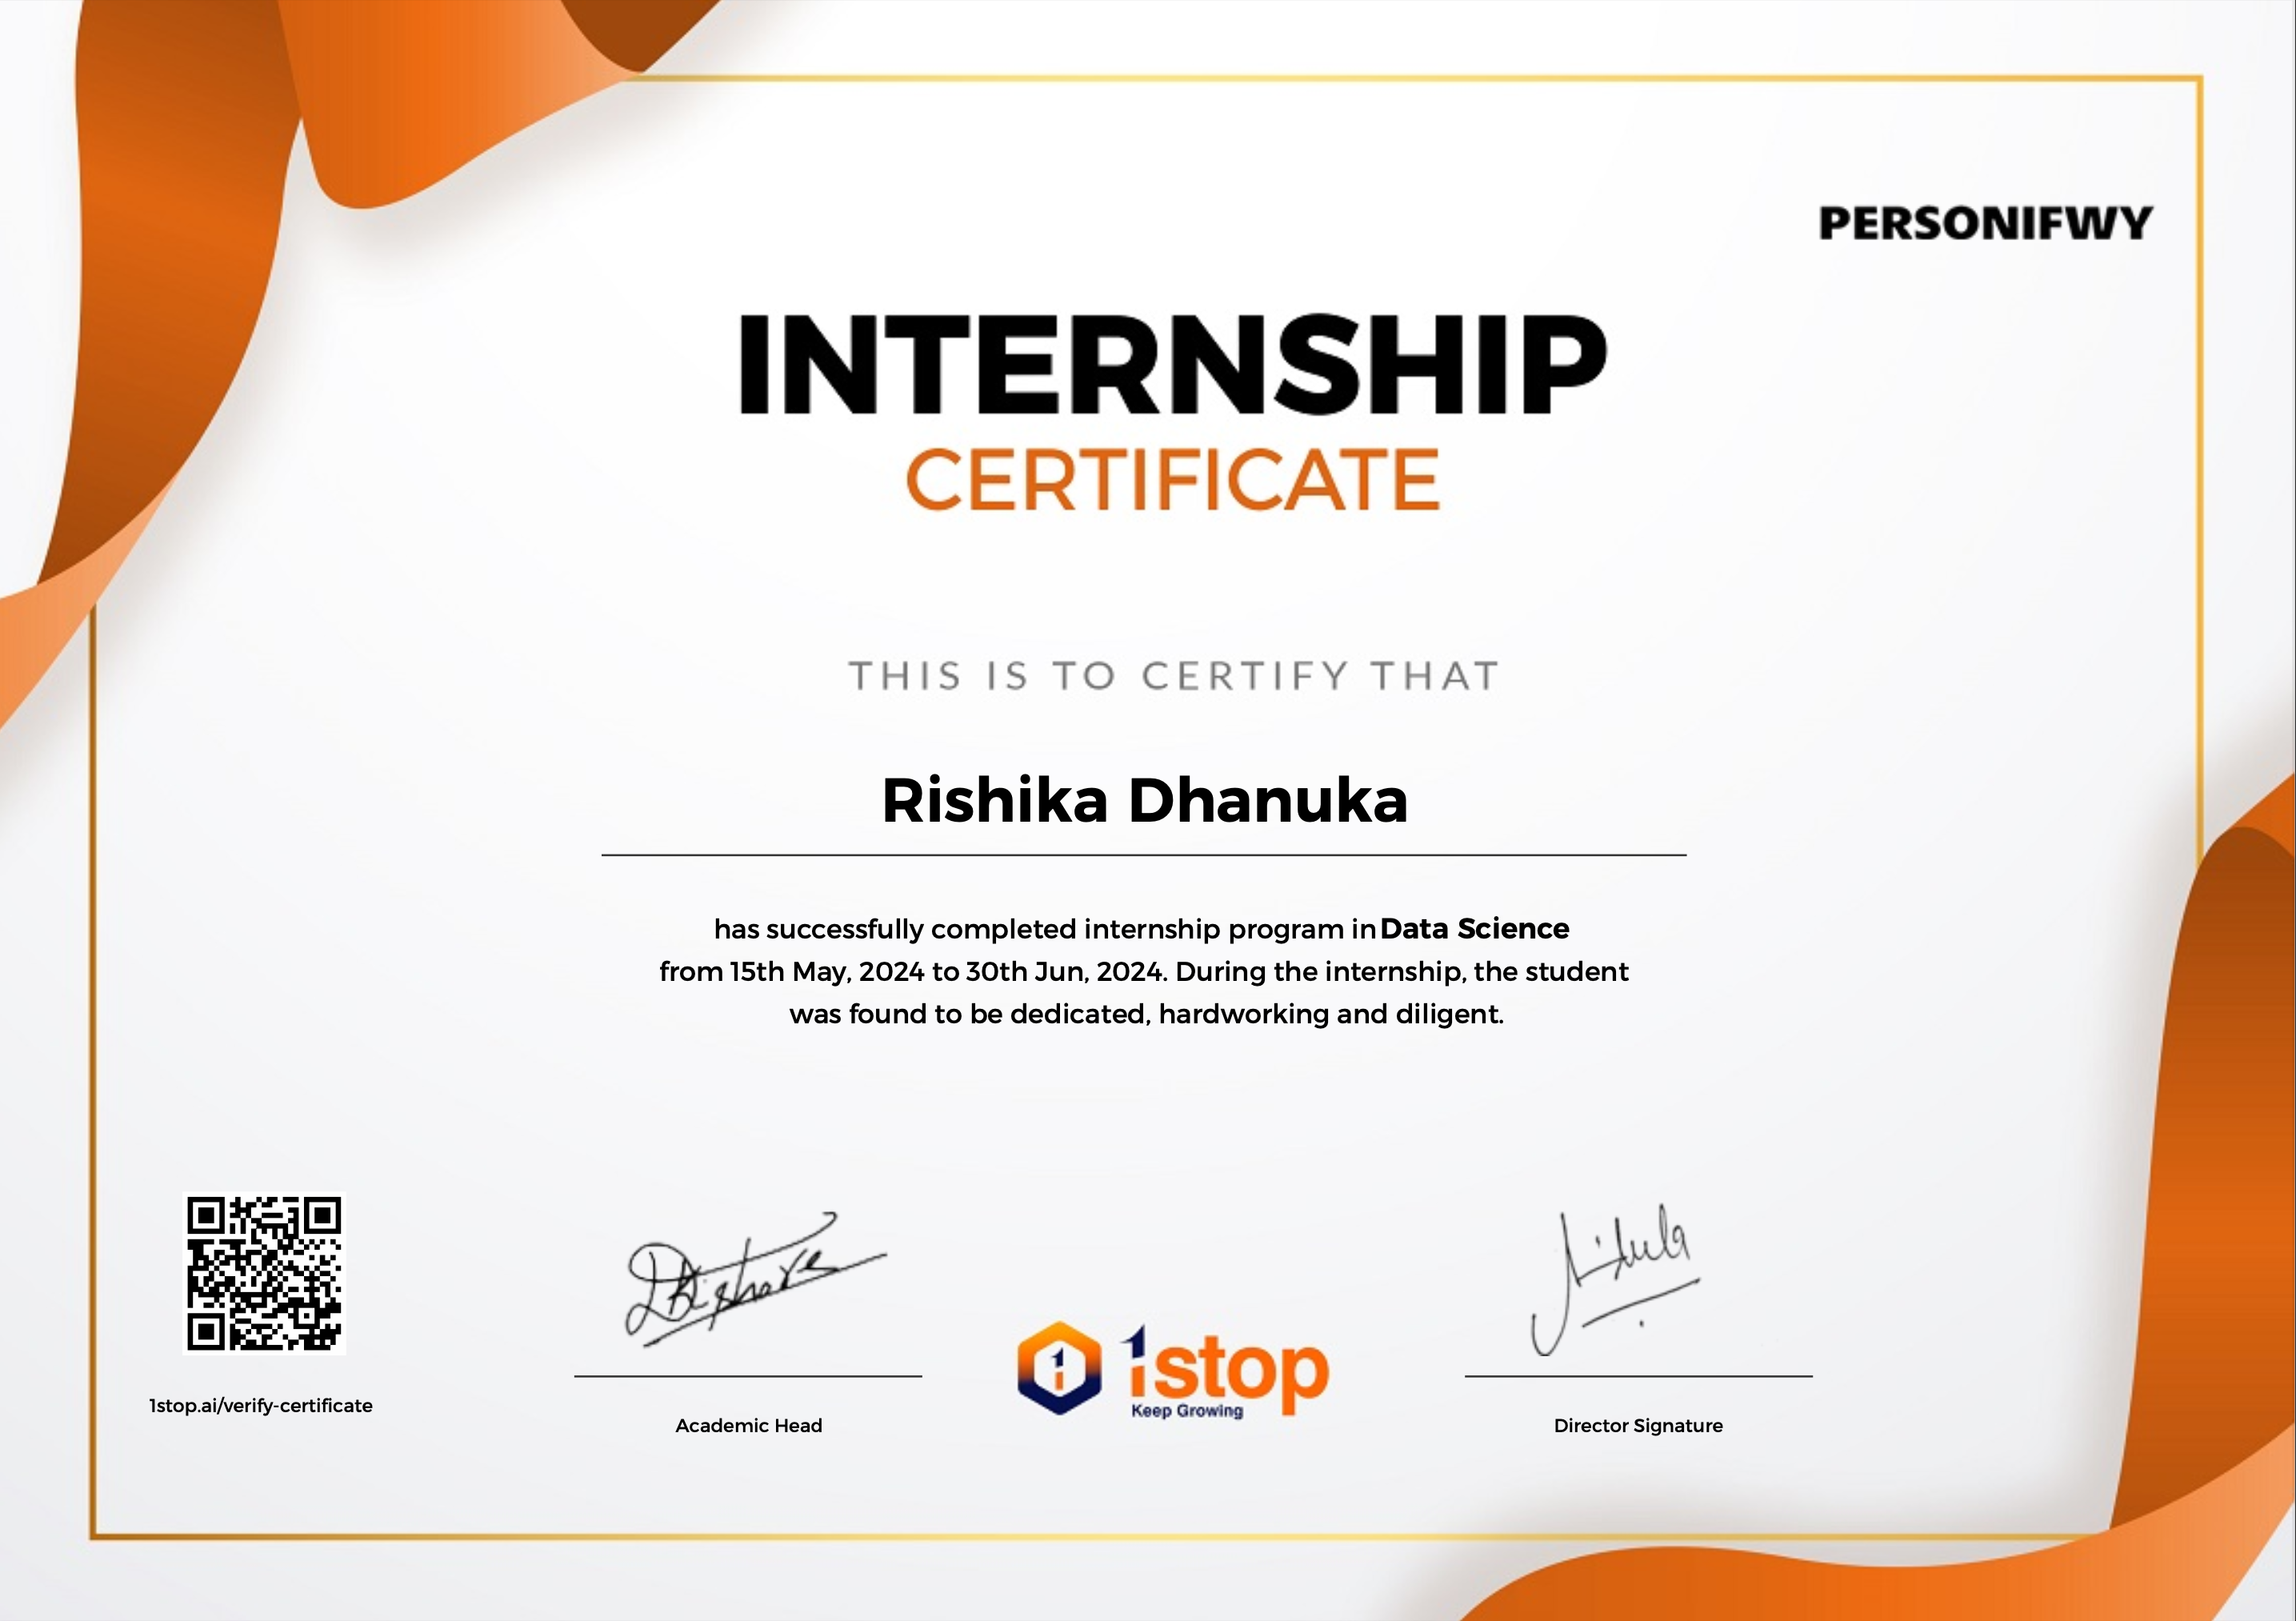 PERSONIFWY
INTERNSHIP
CERTIFICATE
THIS IS TO CERTIFY THAT
Rishika Dhanuka
has successfully completed internship program in Data Science
from 15th May, 2024 to 30th Jun, 2024. During the internship, the student
was found to be dedicated, hardworking and diligent.
1stop.ai/verify-certificate
Academic Head
1stop
Keep Growing
Director Signature